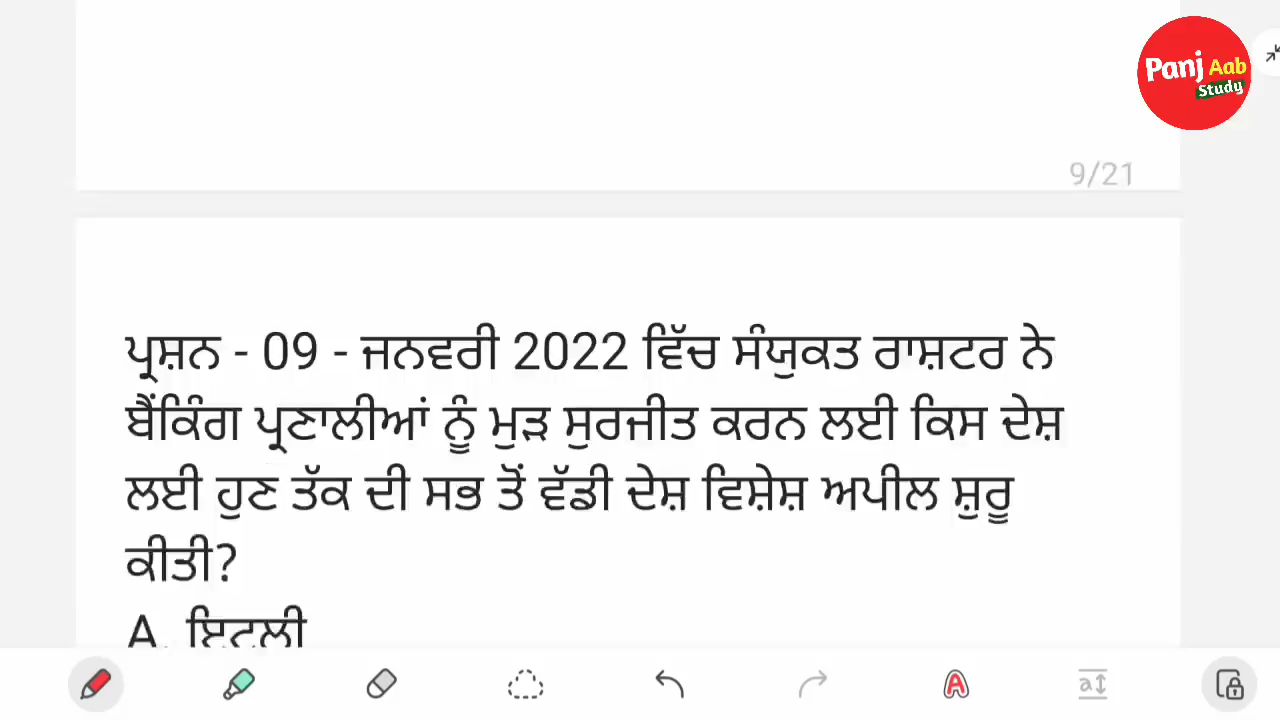 Panj Aab
Study
9/21
ਪ੍ਰਸ਼ਨ - 09 - ਜਨਵਰੀ 2022 ਵਿੱਚ ਸੰਯੁਕਤ ਰਾਸ਼ਟਰ ਨੇ
ਬੈਂਕਿੰਗ ਪ੍ਰਣਾਲੀਆਂ ਨੂੰ ਮੁੜ ਸੁਰਜੀਤ ਕਰਨ ਲਈ ਕਿਸ ਦੇਸ਼
ਲਈ ਹੁਣ ਤੱਕ ਦੀ ਸਭ ਤੋਂ ਵੱਡੀ ਦੇਸ਼ ਵਿਸ਼ੇਸ਼ ਅਪੀਲ ਸ਼ੁਰੂ
ਕੀਤੀ?
A. ਇਟਲੀ
A
a